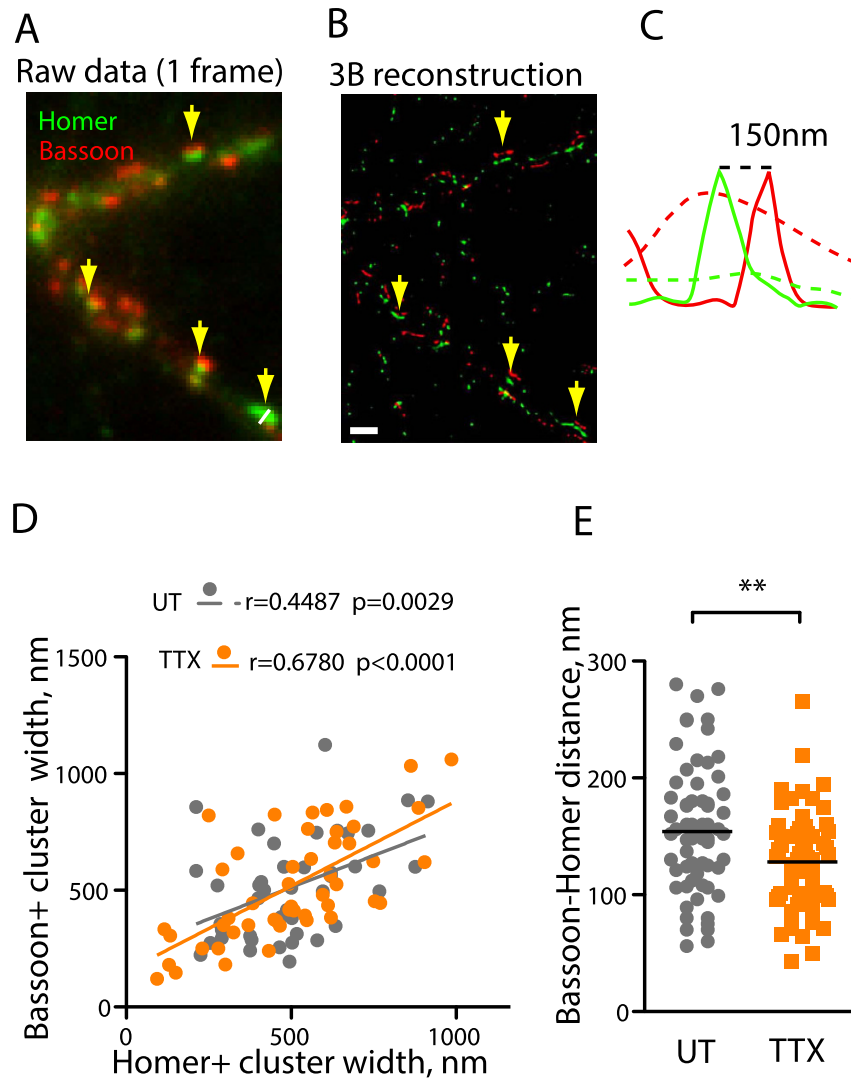 A
Raw data (1 frame)
Homer
Bassoon
B
3B reconstruction
C
150nm
D
UT r=0.4487 p=0.0029
TTX r=0.6780 p<0.0001
Bassoon+ cluster width, nm
1500
1000
500
0
0 500 1000
Homer+ cluster width, nm
E
**
Bassoon-Homer distance, nm
300
200
100
0
UT TTX